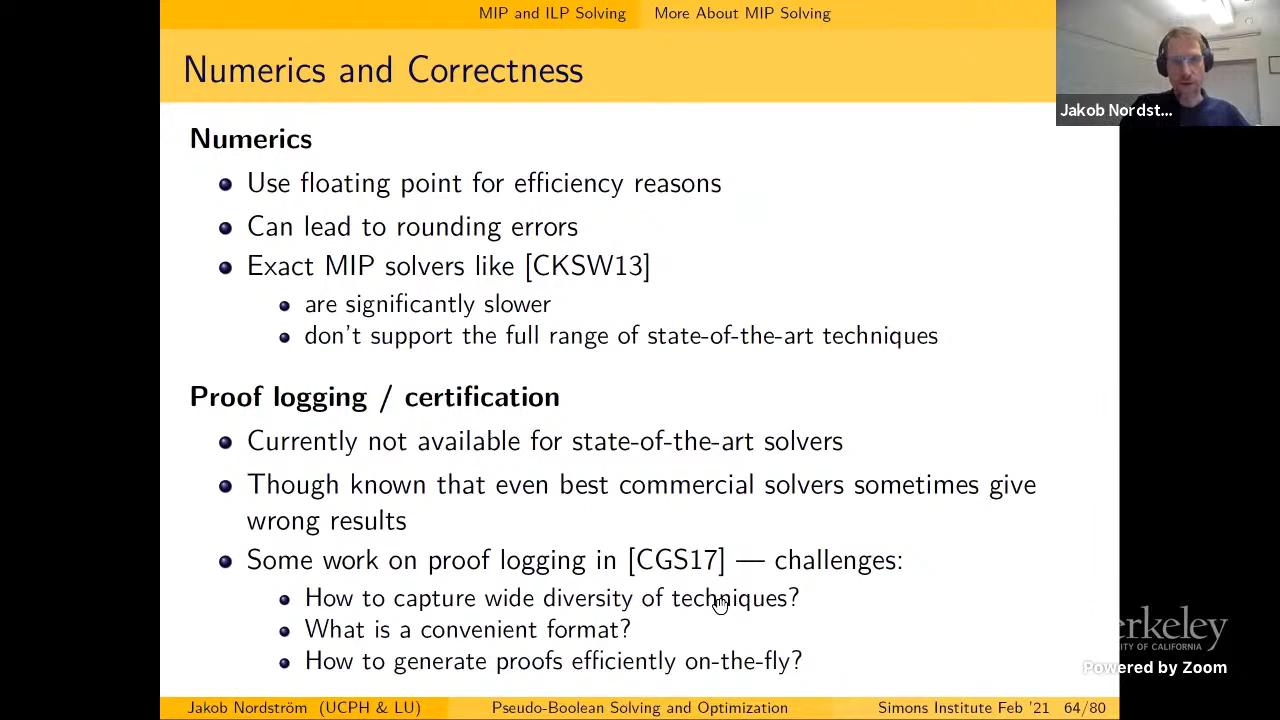 MIP and ILP Solving More About MIP Solving
Numerics and Correctness
Jakob Nordst...
Numerics
Use floating point for efficiency reasons
Can lead to rounding errors
Exact MIP solvers like [CKSW13]
are significantly slower
don't support the full range of state-of-the-art techniques
Proof logging / certification
Currently not available for state-of-the-art solvers
Though known that even best commercial solvers sometimes give
wrong results
Some work on proof logging in [CGS17] — challenges:
How to capture wide diversity of techniques?
What is a convenient format?
How to generate proofs efficiently on-the-fly?
Powered by Zoom
Jakob Nordström (UCPH & LU) Pseudo-Boolean Solving and Optimization Simons Institute Feb '21 64/80